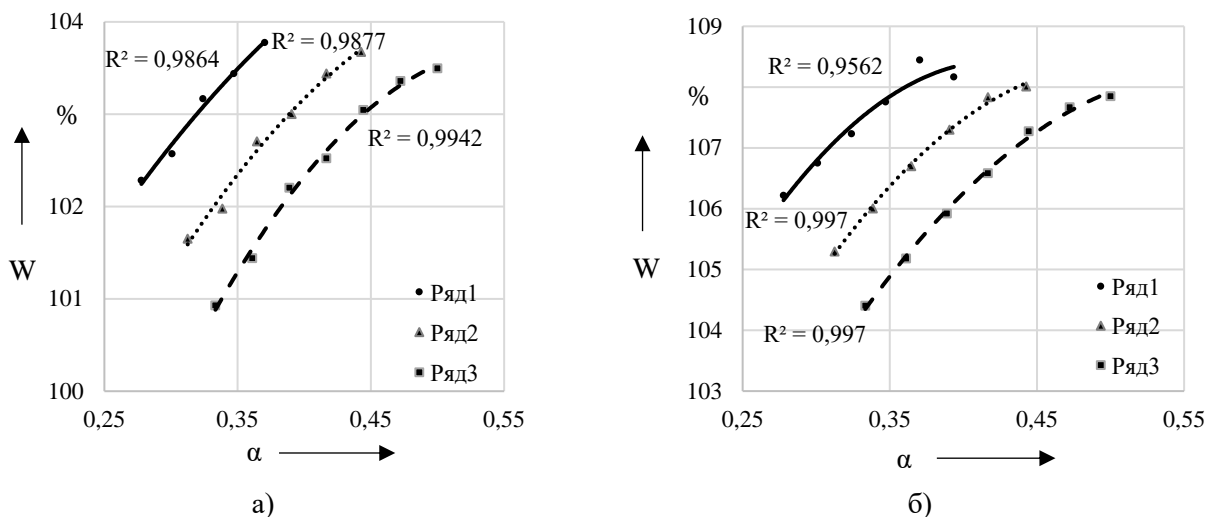 104
R² = 0,9864
R² = 0,9877
%
R² = 0,9942
102
W
101
Ряд1
Ряд2
Ряд3
100
0,25
0,35
0,45
0,55
α
а)
109
R² = 0,9562
%
107
106
R² = 0,997
105
W
104
R² = 0,997
Ряд1
Ряд2
Ряд3
103
0,25
0,35
0,45
0,55
α
б)